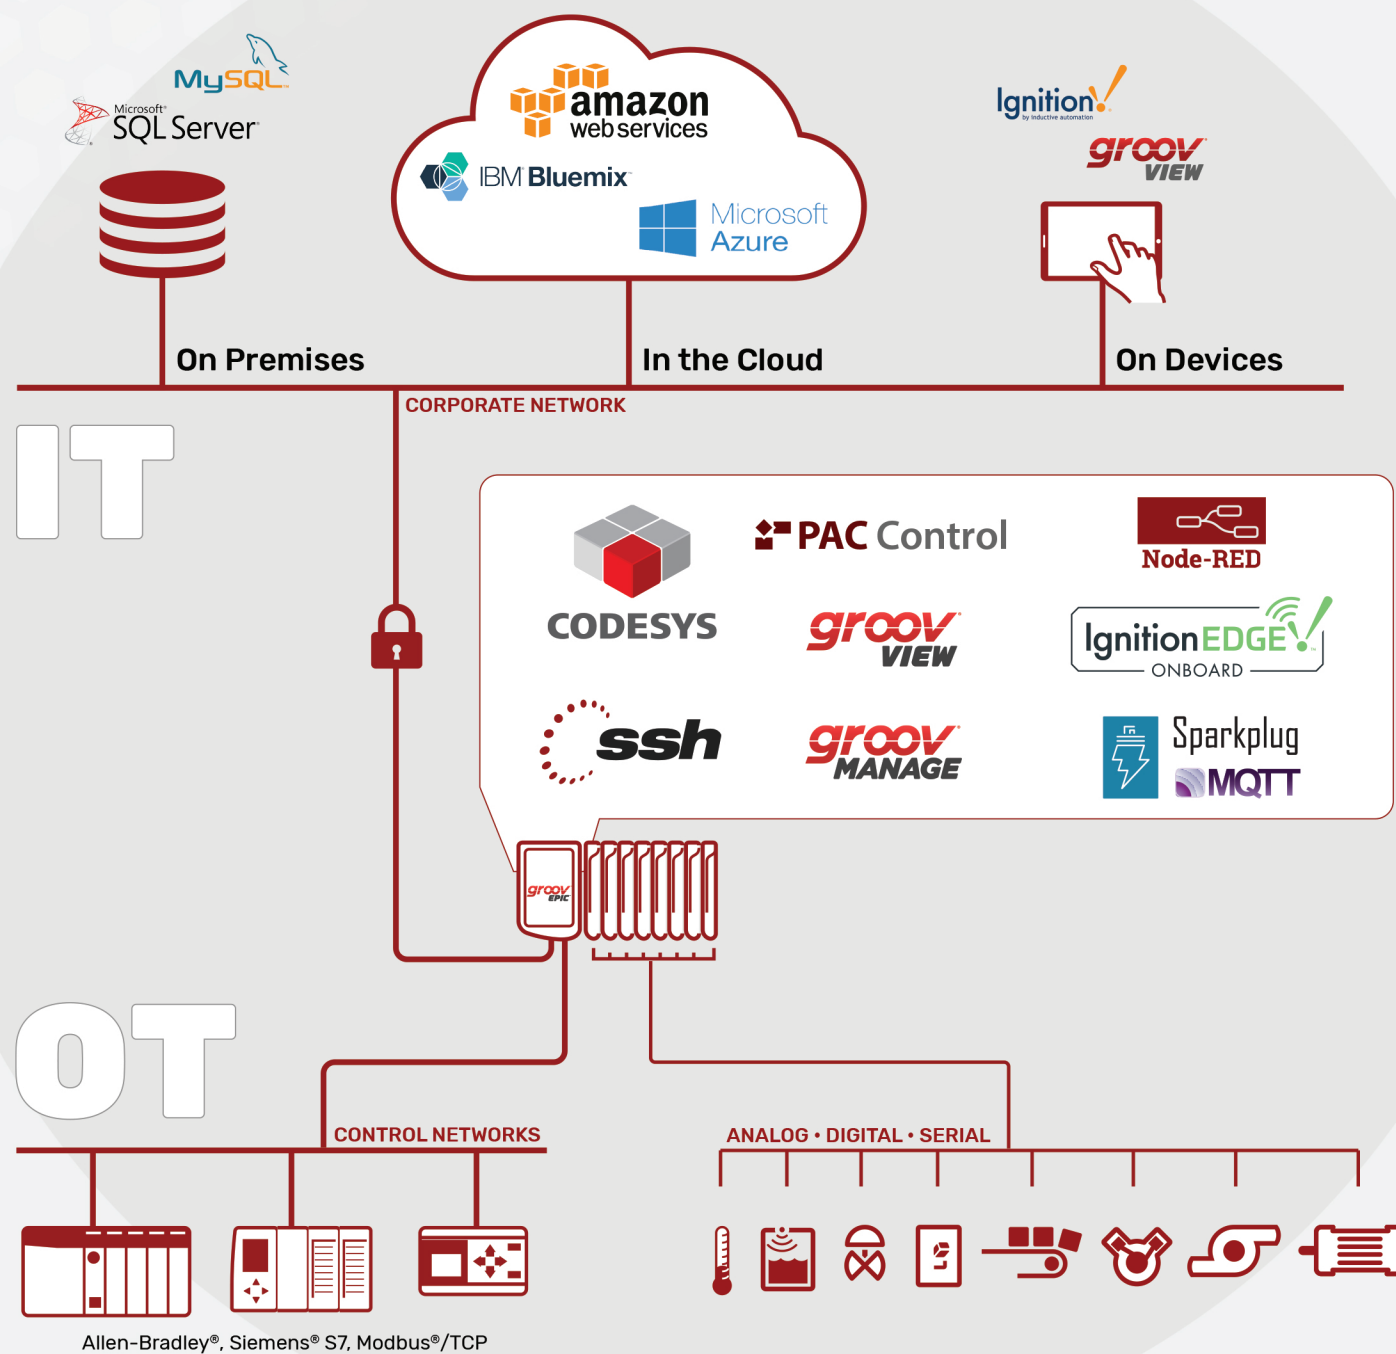 MySQL
Microsoft®
SQL Server®
amazon
web services
IBM Bluemix™
Microsoft
Azure
Ignition!
by inductive automation
groov®
VIEW
On Premises
In the Cloud
On Devices
CORPORATE NETWORK
IT
CODESYS
PAC Control
Node-RED
groov®
VIEW
Ignition EDGE!™
ONBOARD
ssh
groov®
MANAGE
Sparkplug
MQTT
groov
EPIC
OT
CONTROL NETWORKS
ANALOG • DIGITAL • SERIAL
Allen-Bradley®, Siemens® S7, Modbus®/TCP